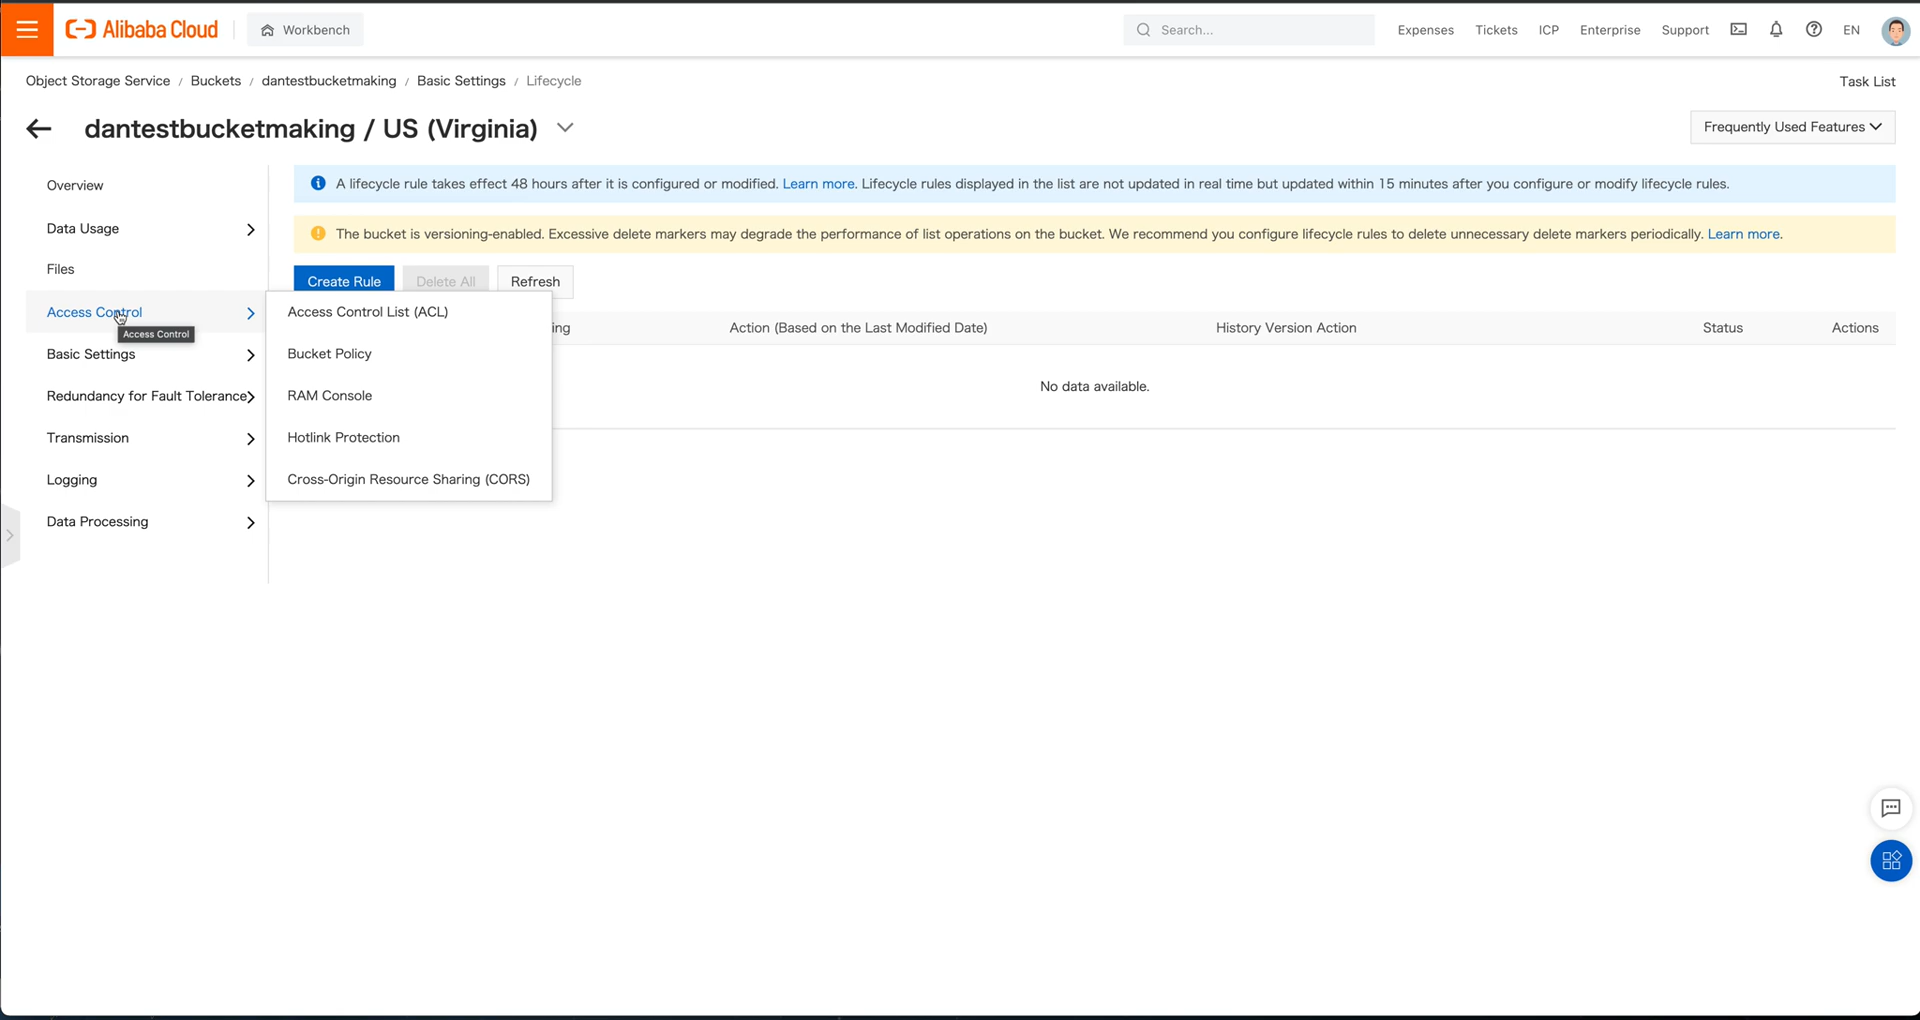 Alibaba Cloud
Workbench
Search...
Expenses
Tickets
ICP
Enterprise
Support
EN
Object Storage Service / Buckets / dantestbucketmaking / Basic Settings / Lifecycle
Task List
dantestbucketmaking / US (Virginia)
Frequently Used Features
Overview
Data Usage
Files
Access Control
Access Control
Basic Settings
Redundancy for Fault Tolerance
Transmission
Logging
Data Processing
A lifecycle rule takes effect 48 hours after it is configured or modified. Learn more. Lifecycle rules displayed in the list are not updated in real time but updated within 15 minutes after you configure or modify lifecycle rules.
The bucket is versioning-enabled. Excessive delete markers may degrade the performance of list operations on the bucket. We recommend you configure lifecycle rules to delete unnecessary delete markers periodically. Learn more.
Create Rule
Delete All
Refresh
Access Control List (ACL)
Bucket Policy
RAM Console
Hotlink Protection
Cross-Origin Resource Sharing (CORS)
ing
Action (Based on the Last Modified Date)
History Version Action
Status
Actions
No data available.